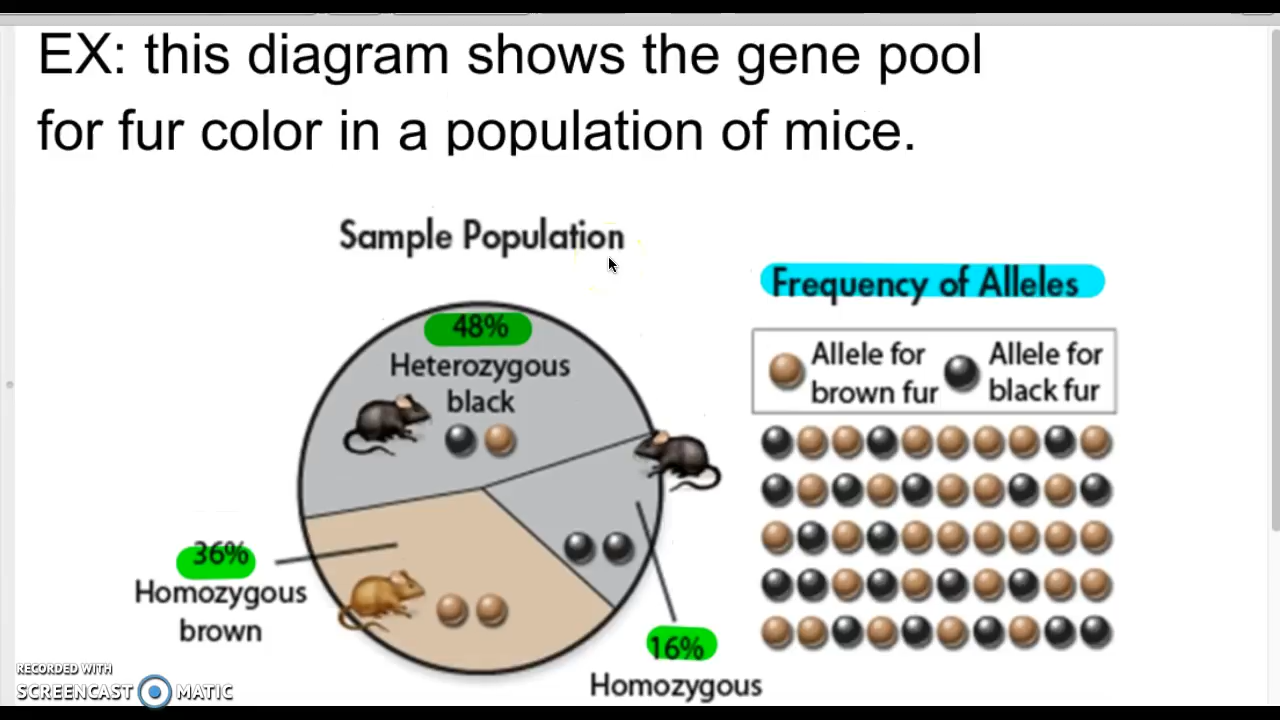 EX: this diagram shows the gene pool
for fur color in a population of mice.
Sample Population
Frequency of Alleles
48%
Heterozygous
black
Allele for
brown fur
Allele for
black fur
36%
Homozygous
brown
16%
Homozygous
RECORDED WITH
SCREENCAST MATIC